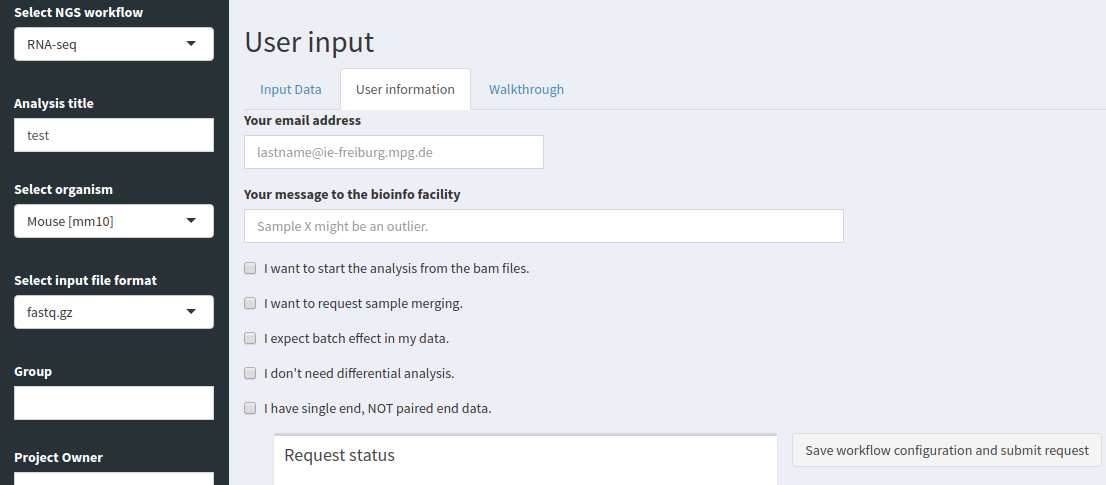 Select NGS workflow
RNA-seq
Analysis title
test
Select organism
Mouse [mm10]
Select input file format
fastq.gz
Group
Project Owner
User input
Input Data User information Walkthrough
Your email address
lastname@ie-freiburg.mpg.de
Your message to the bioinfo facility
Sample X might be an outlier.
I want to start the analysis from the bam files.
I want to request sample merging.
I expect batch effect in my data.
I don't need differential analysis.
I have single end, NOT paired end data.
Request status
Save workflow configuration and submit request